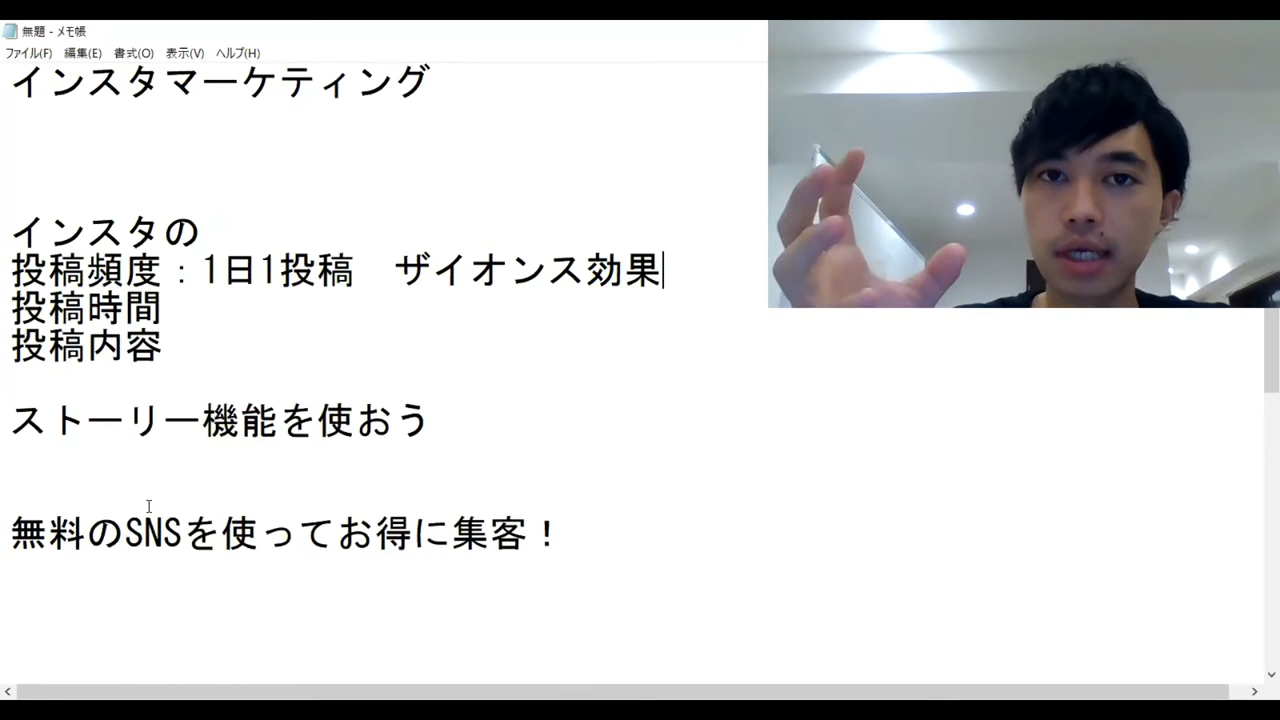 無題 - メモ帳
ファイル(F) 編集(E) 書式(O) 表示(V) ヘルプ(H)
インスタマーケティング
インスタの
投稿頻度：1日1投稿　ザイオンス効果
投稿時間
投稿内容
ストーリー機能を使おう
無料のSNSを使ってお得に集客！